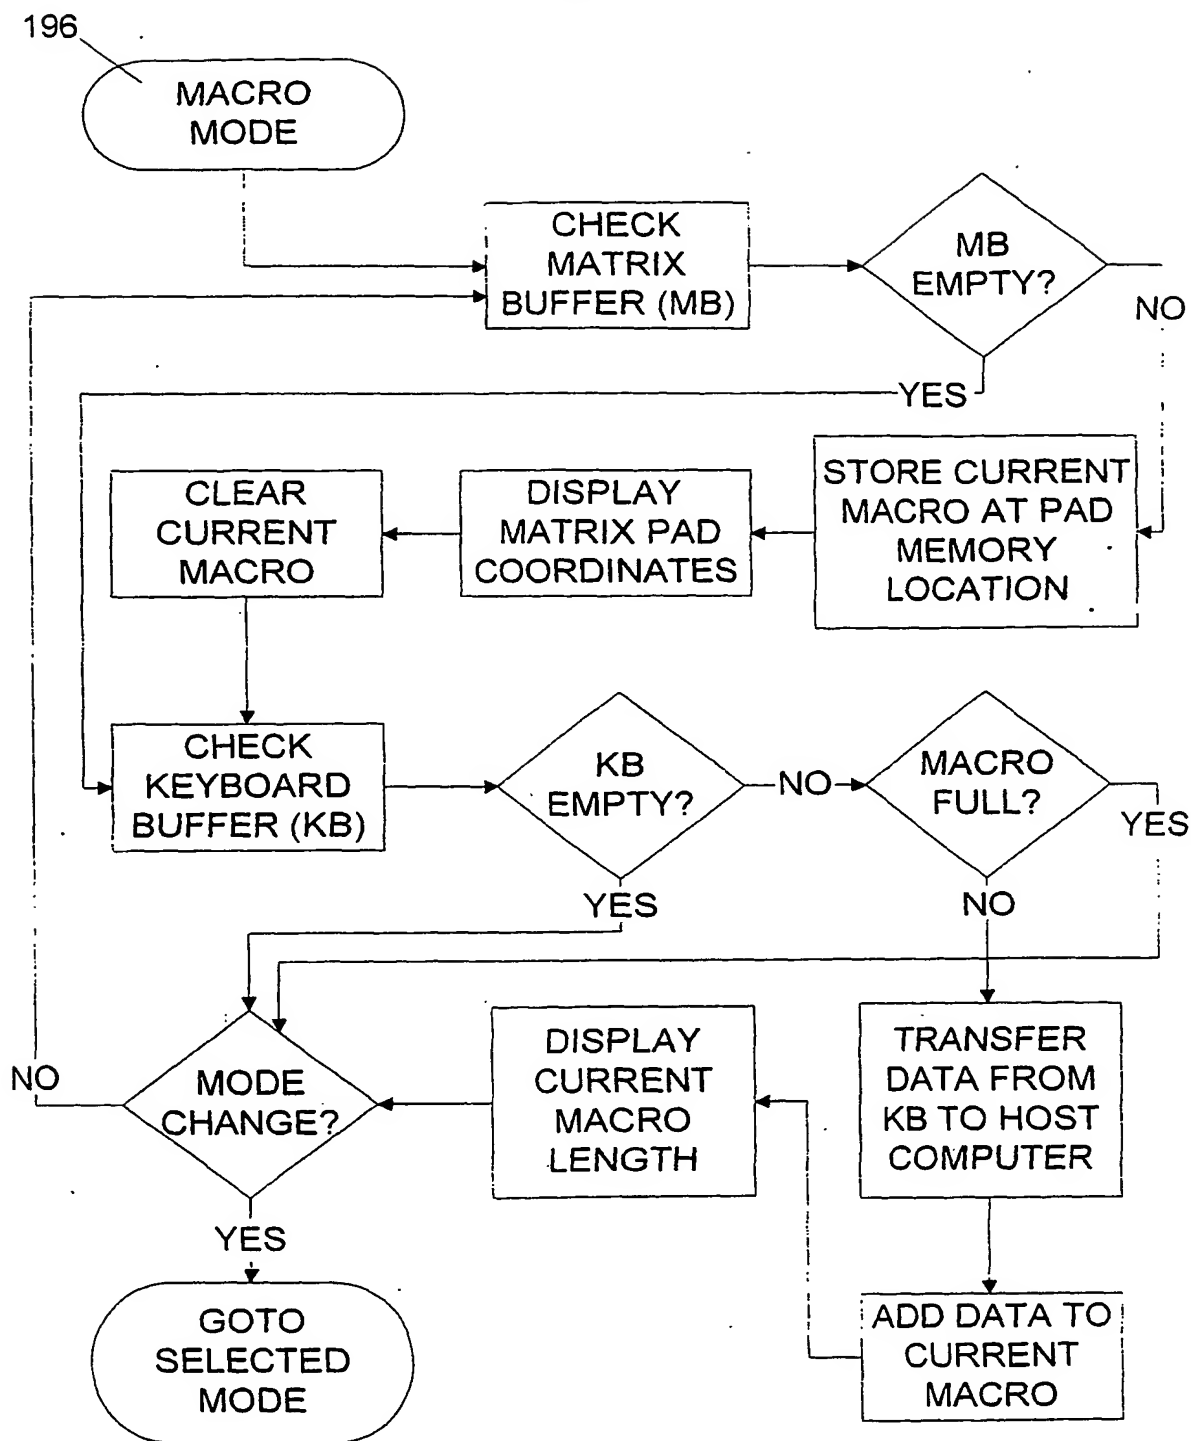 196
MACRO
MODE
CHECK
MATRIX
BUFFER (MB)
MB
EMPTY?
NO
YES
STORE CURRENT
MACRO AT PAD
MEMORY
LOCATION
DISPLAY
MATRIX PAD
COORDINATES
CLEAR
CURRENT
MACRO
CHECK
KEYBOARD
BUFFER (KB)
KB
EMPTY?
NO
MACRO
FULL?
YES
YES
NO
TRANSFER
DATA FROM
KB TO HOST
COMPUTER
DISPLAY
CURRENT
MACRO
LENGTH
MODE
CHANGE?
NO
YES
ADD DATA TO
CURRENT
MACRO
GOTO
SELECTED
MODE